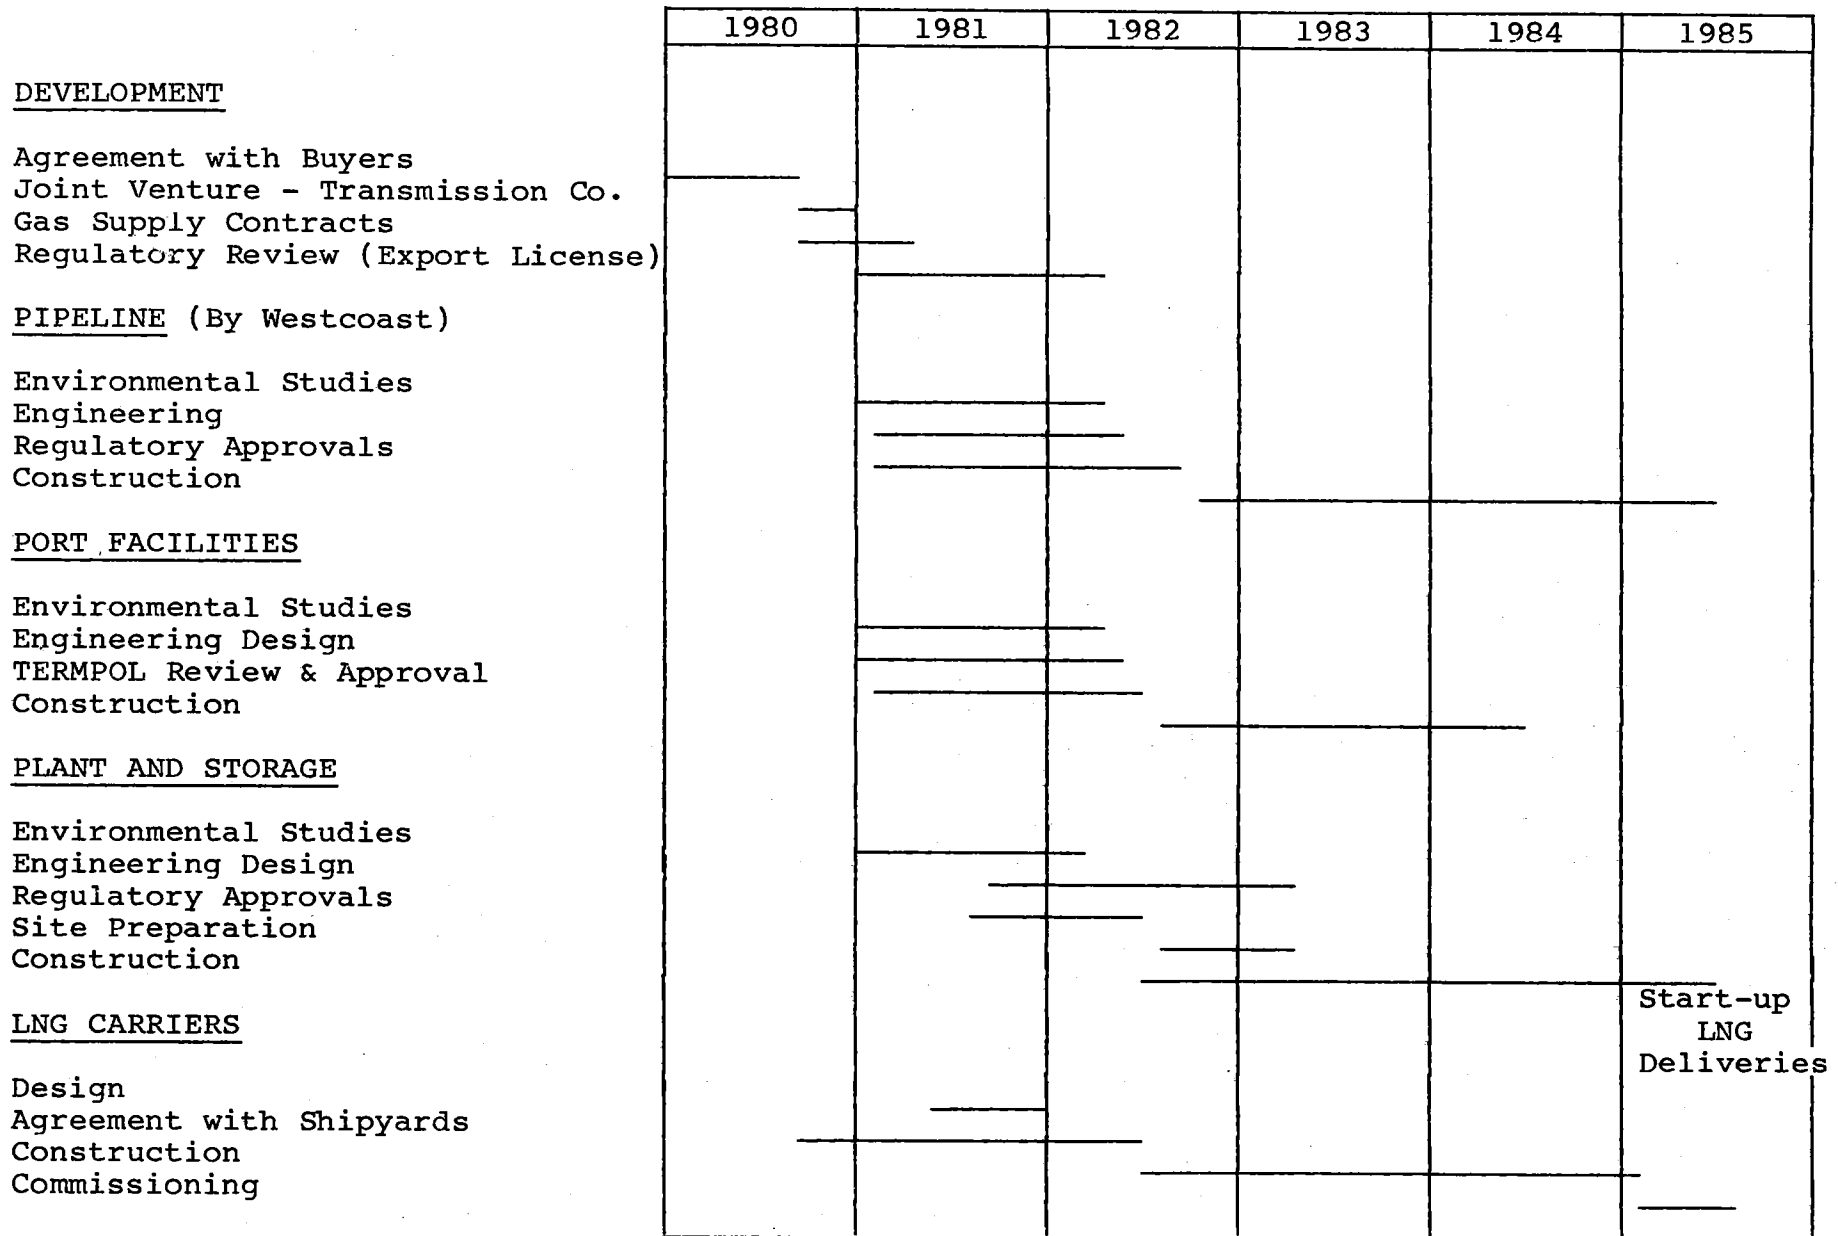 1980 1981 1982 1983 1984 1985
DEVELOPMENT
Agreement with Buyers
Joint Venture - Transmission Co.
Gas Supply Contracts
Regulatory Review (Export License)
PIPELINE (By Westcoast)
Environmental Studies
Engineering
Regulatory Approvals
Construction
PORT FACILITIES
Environmental Studies
Engineering Design
TERMPOL Review & Approval
Construction
PLANT AND STORAGE
Environmental Studies
Engineering Design
Regulatory Approvals
Site Preparation
Construction
Start-up
LNG
Deliveries
LNG CARRIERS
Design
Agreement with Shipyards
Construction
Commissioning